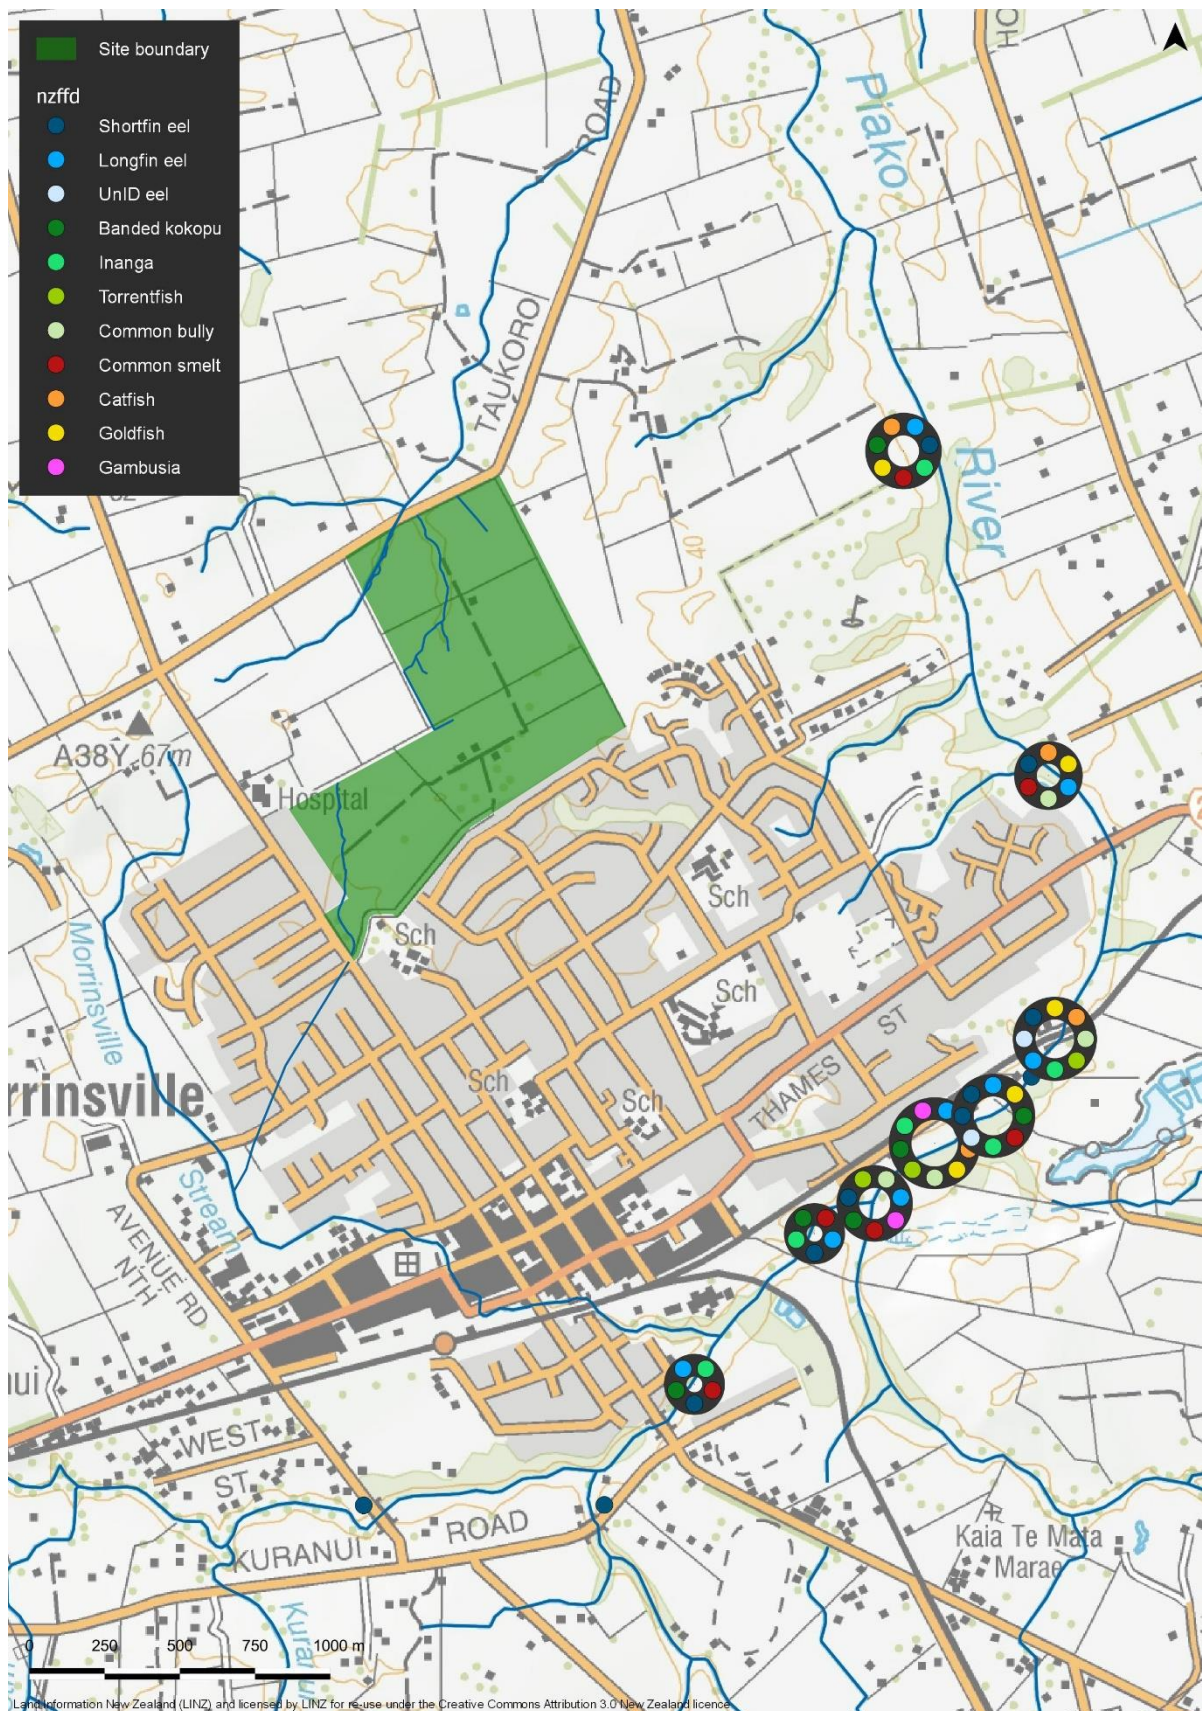 Site boundary
nzffd
Shortfin eel
Longfin eel
UnID eel
Banded kokopu
Inanga
Torrentfish
Common bully
Common smelt
Catfish
Goldfish
Gambusia
TAUKORO
ROAD
Piako
River
HO
40
A38Y 67m
Hospital
Sch
Sch
Sch
Sch
Sch
Morrinsville
Stream
rrinsville
THAMES
ST
AVENUE RD
NTH
WEST
ST
KURANUI
ROAD
Kaia Te Mata
Marae
0 250 500 750 1000 m
Land Information New Zealand (LINZ) and licensed by LINZ for re-use under the Creative Commons Attribution 3.0 New Zealand licence